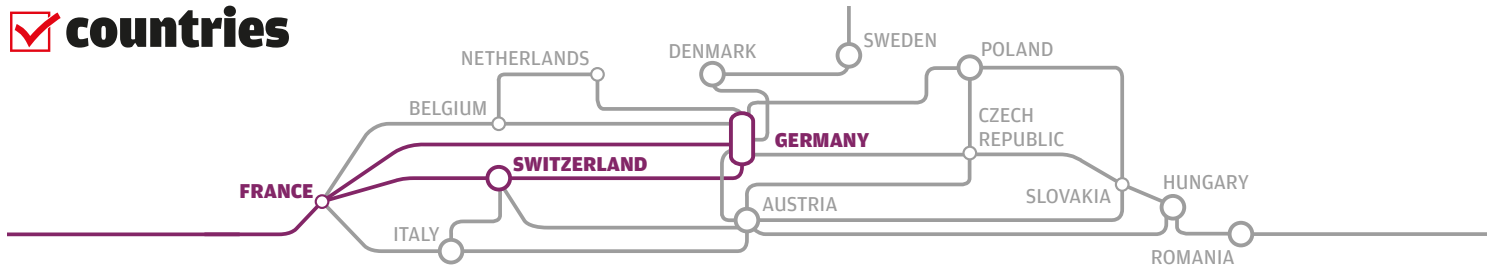 countries
SWEDEN
DENMARK
POLAND
NETHERLANDS
BELGIUM
CZECH
REPUBLIC
GERMANY
SWITZERLAND
FRANCE
HUNGARY
SLOVAKIA
AUSTRIA
ITALY
ROMANIA